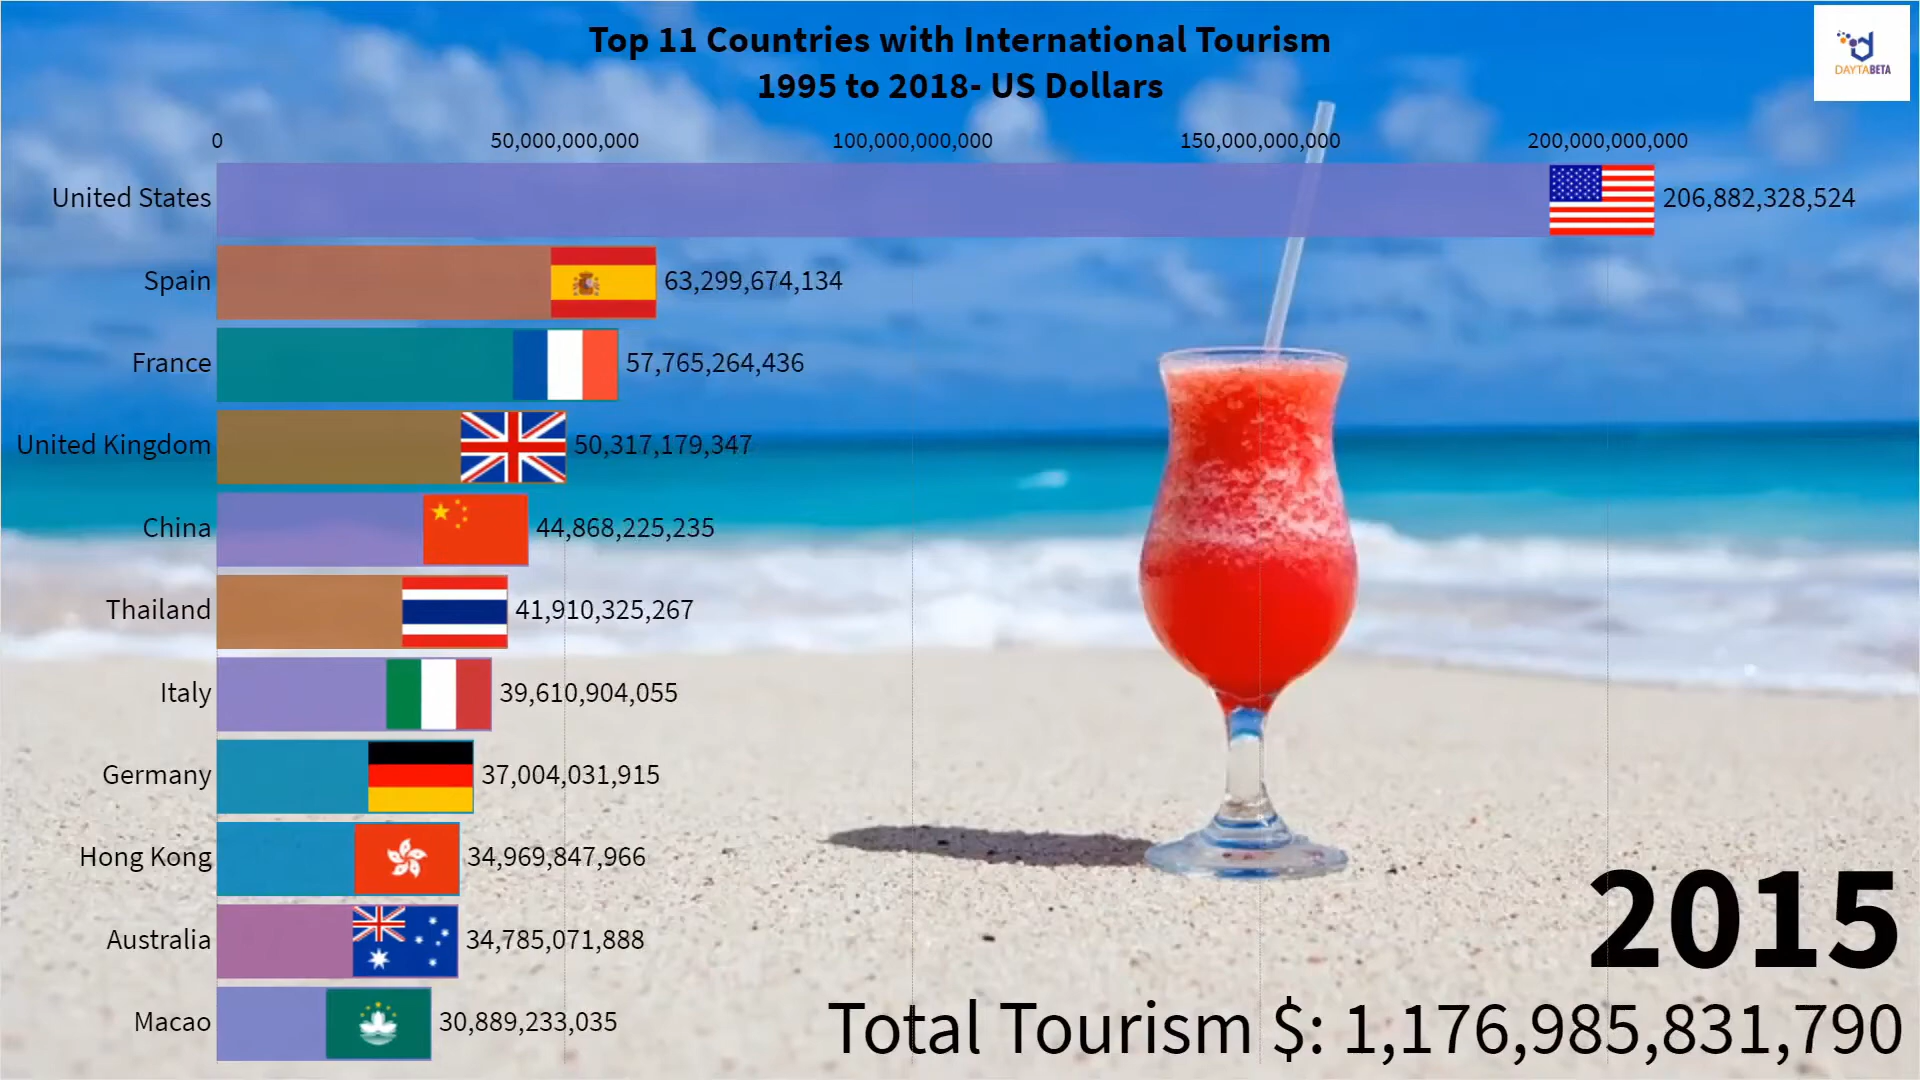 Top 11 Countries with International Tourism
1995 to 2018- US Dollars
DAYTABETA
0 50,000,000,000 100,000,000,000 150,000,000,000 200,000,000,000
United States 206,882,328,524
Spain 63,299,674,134
France 57,765,264,436
United Kingdom 50,317,179,347
China 44,868,225,235
Thailand 41,910,325,267
Italy 39,610,904,055
Germany 37,004,031,915
Hong Kong 34,969,847,966
Australia 34,785,071,888
Macao 30,889,233,035
2015
Total Tourism $: 1,176,985,831,790